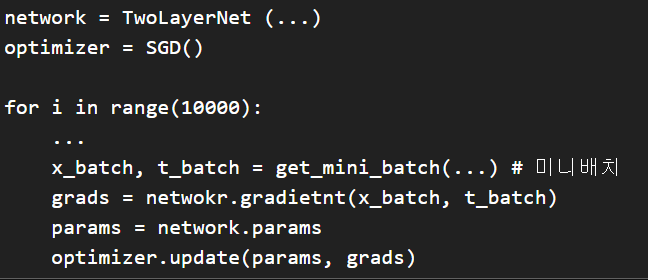 network = TwoLayerNet (...)
optimizer = SGD()
for i in range(10000):
...
x_batch, t_batch = get_mini_batch(...) # 미니배치
grads = netwokr.gradietnt(x_batch, t_batch)
params = network.params
optimizer.update(params, grads)